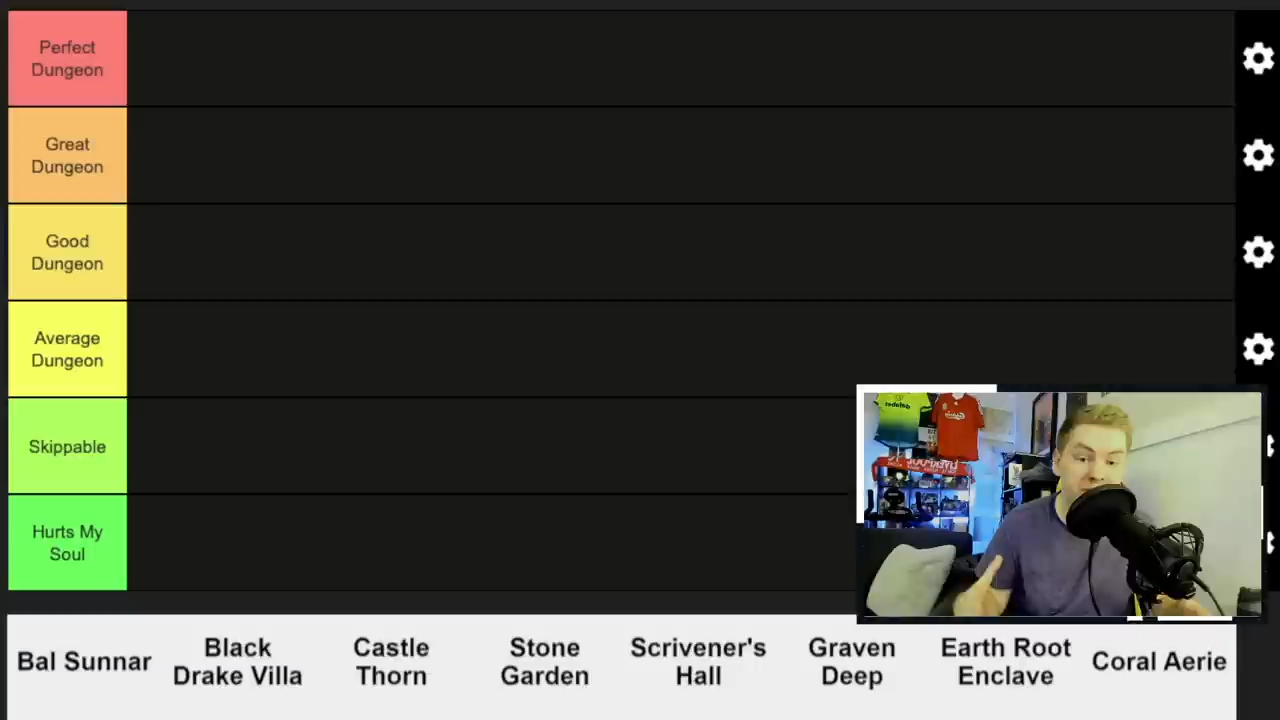 Perfect
Dungeon
Great
Dungeon
Good
Dungeon
Average
Dungeon
Skippable
Hurts My
Soul
Bal Sunnar
Black
Drake Villa
Castle
Thorn
Stone
Garden
Scrivener's
Hall
Graven
Deep
Earth Root
Enclave
Coral Aerie